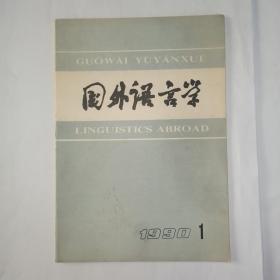 GUOWAI YUYANXUE
国外语言学
LINGUISTICS ABROAD
1990 1